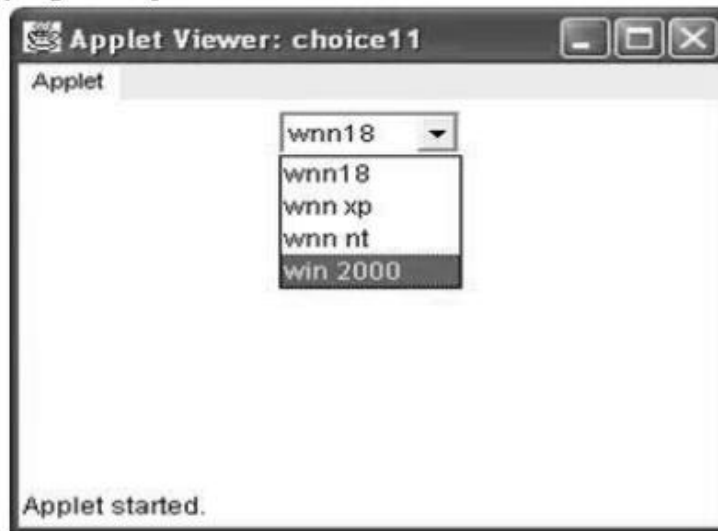 Applet Viewer: choice11
Applet
wnn18
wnn18
wnn xp
wnn nt
win 2000
Applet started.